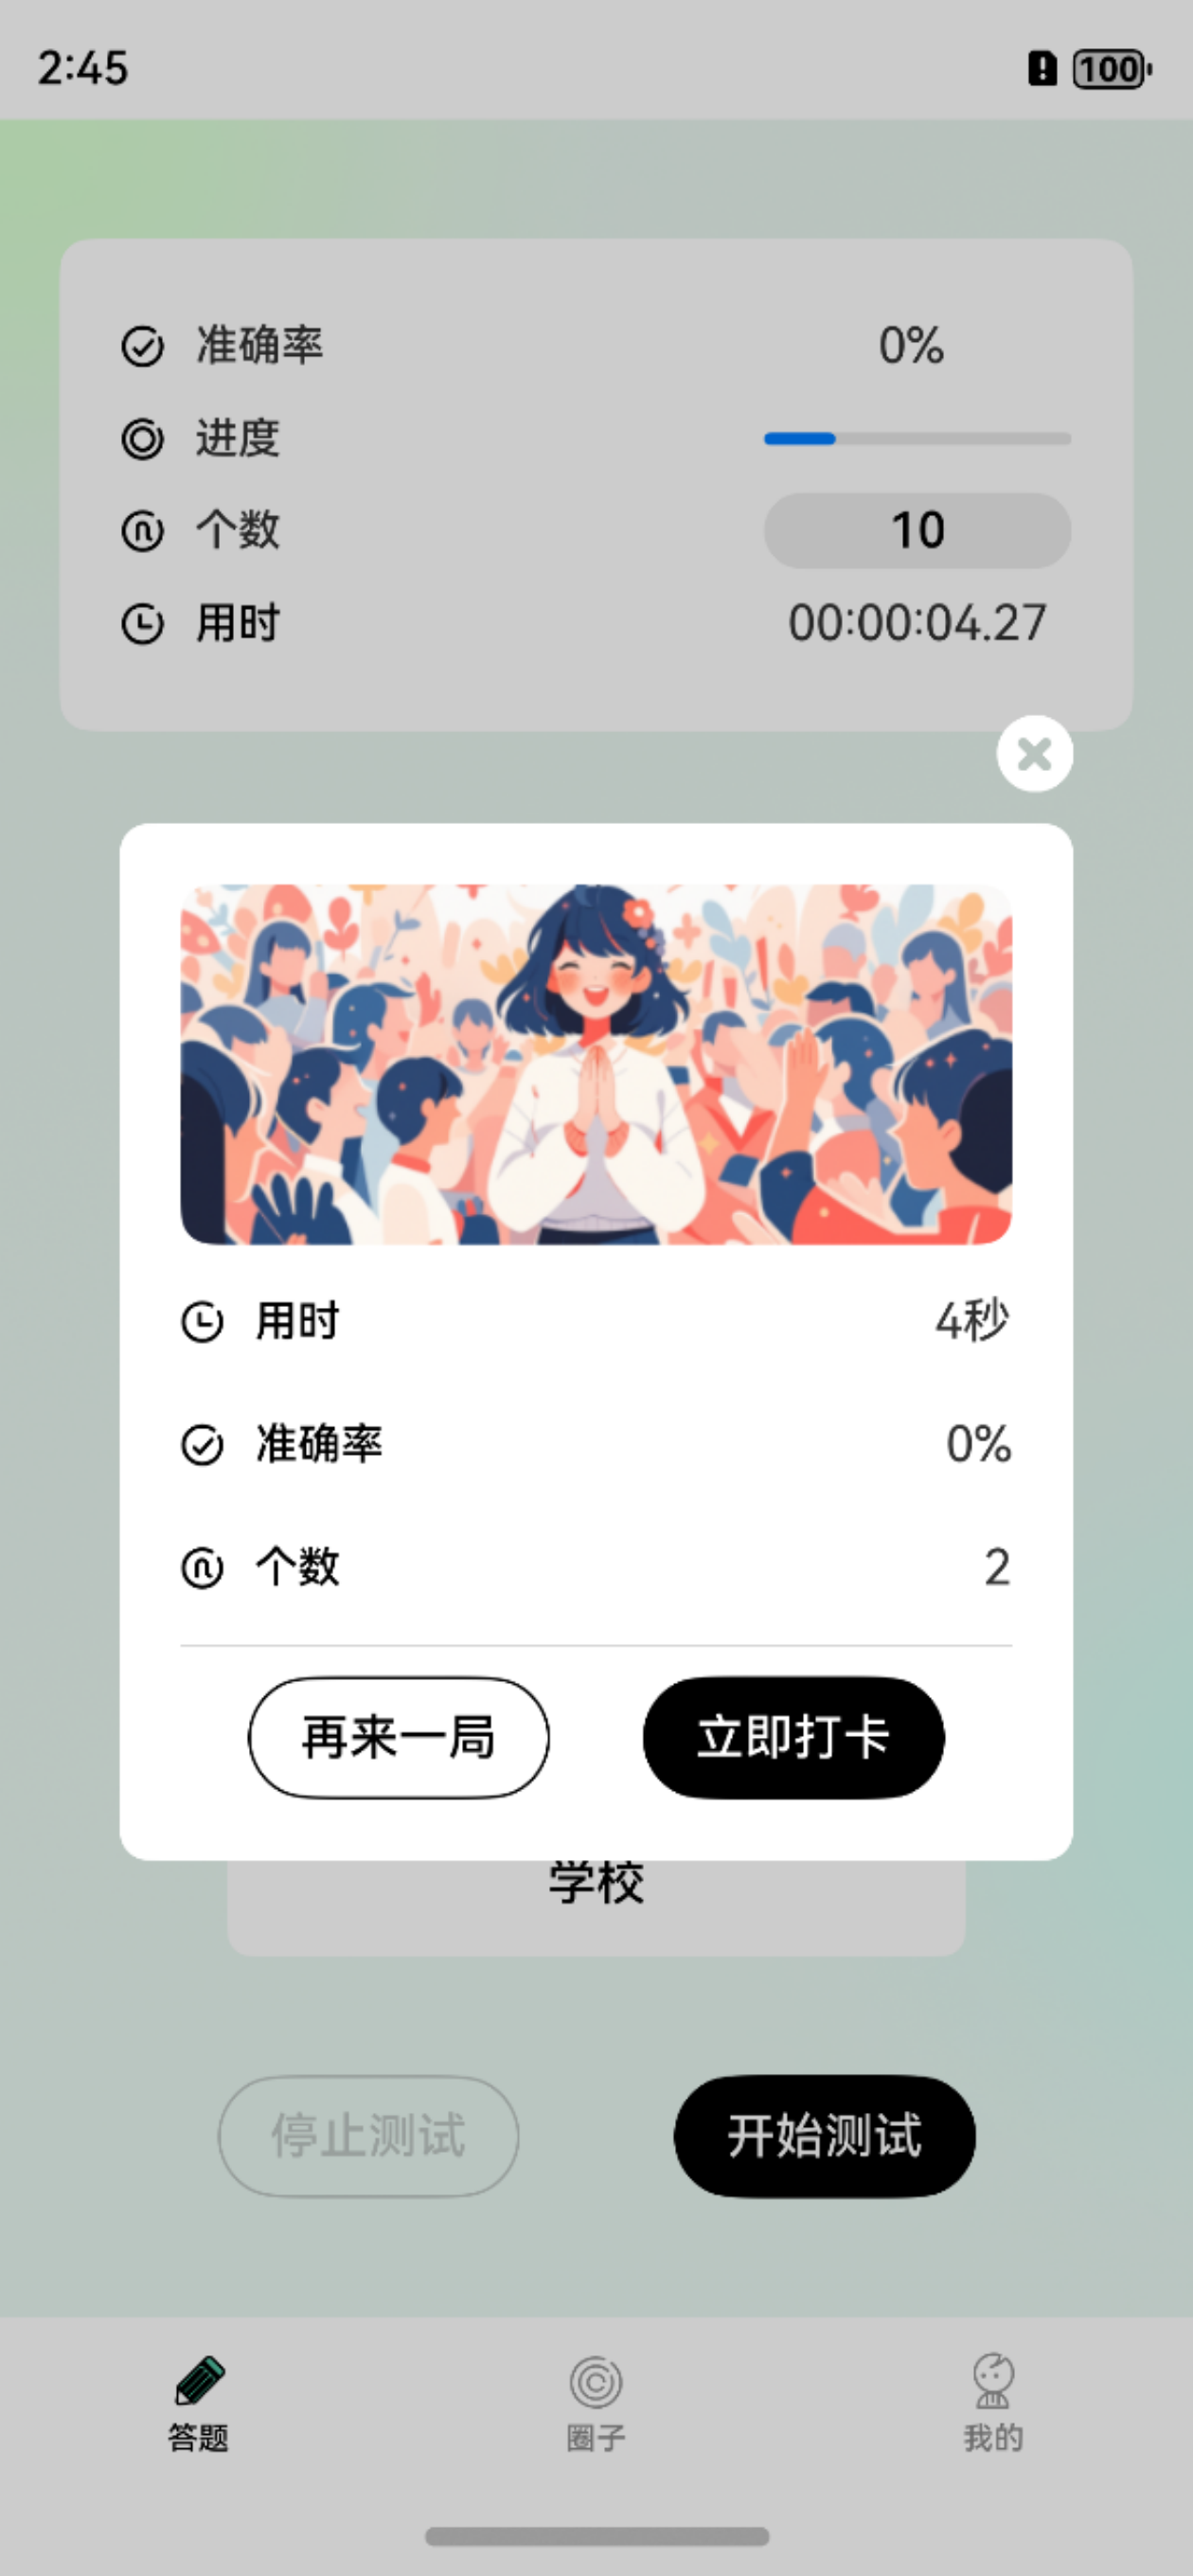 2:45
100
准确率 0%
进度
个数 10
用时 00:00:04.27
用时 4秒
准确率 0%
个数 2
再来一局 立即打卡
学校
停止测试 开始测试
答题 圈子 我的